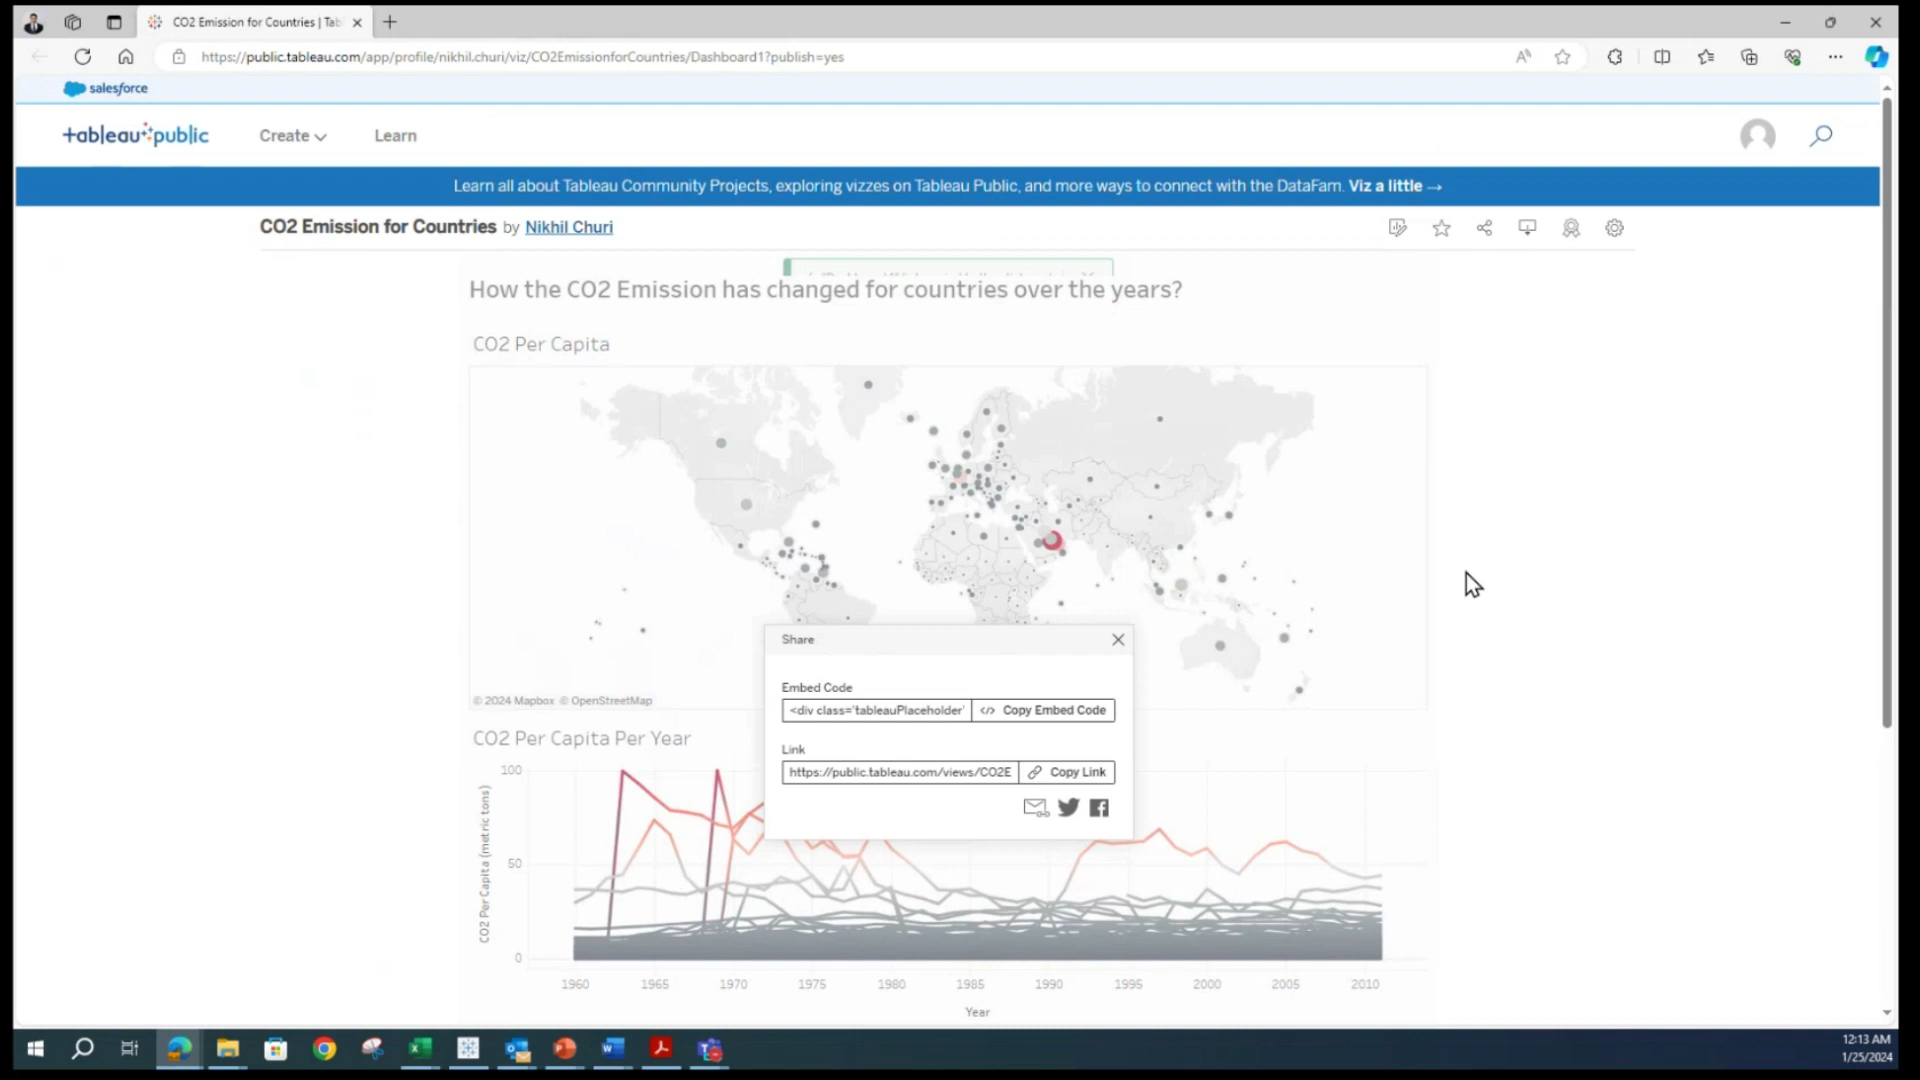 CO2 Emission for Countries | Tab
https://public.tableau.com/app/profile/nikhil.churi/viz/CO2EmissionforCountries/Dashboard1?publish=yes
salesforce
+ableau public
Create
Learn
Learn all about Tableau Community Projects, exploring vizzes on Tableau Public, and more ways to connect with the DataFam. Viz a little →
CO2 Emission for Countries by Nikhil Churi
How the CO2 Emission has changed for countries over the years?
CO2 Per Capita
© 2024 Mapbox © OpenStreetMap
Share
Embed Code
<div class='tableauPlaceholder'
</> Copy Embed Code
Link
https://public.tableau.com/views/CO2E
Copy Link
CO2 Per Capita Per Year
CO2 Per Capita (metric tons)
100
50
0
1960 1965 1970 1975 1980 1985 1990 1995 2000 2005 2010
Year
12:13 AM
1/25/2024